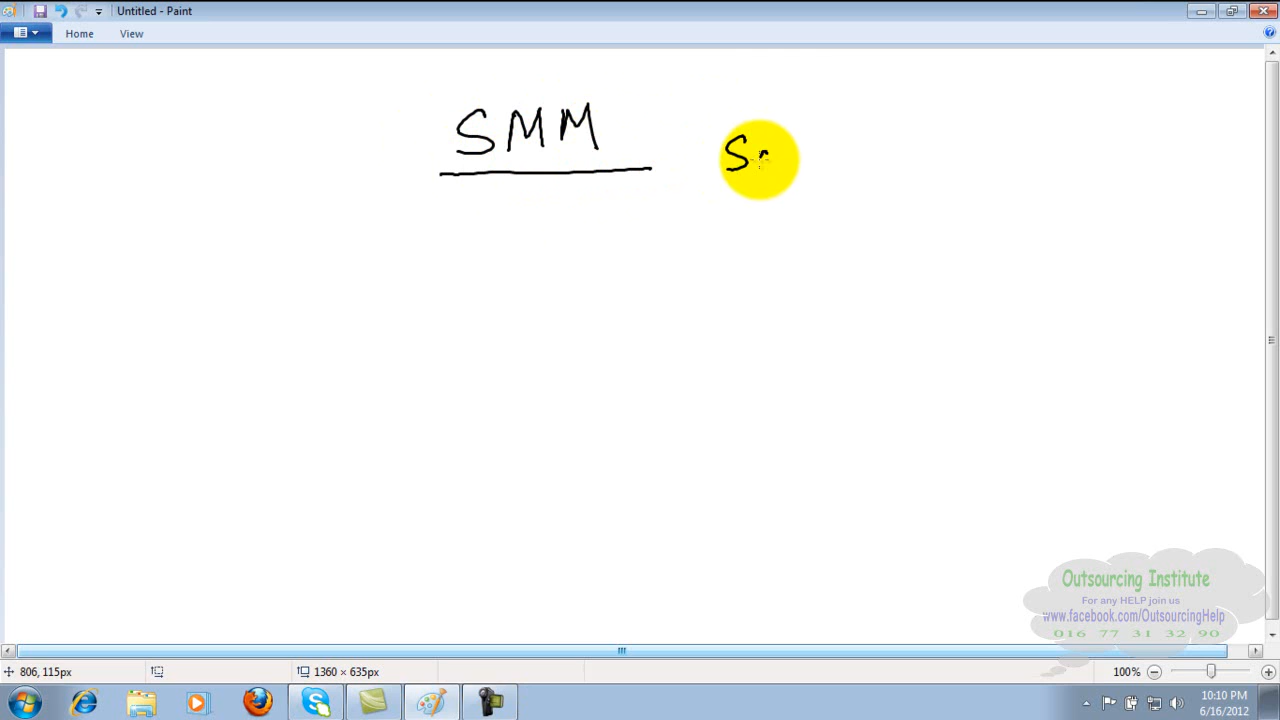 Untitled - Paint
Home View
SMM
Outsourcing Institute
For any HELP join us
www.facebook.com/OutsourcingHelp
016 77 31 32 90
806, 115px
1360 × 635px
100%
10:10 PM
6/16/2012